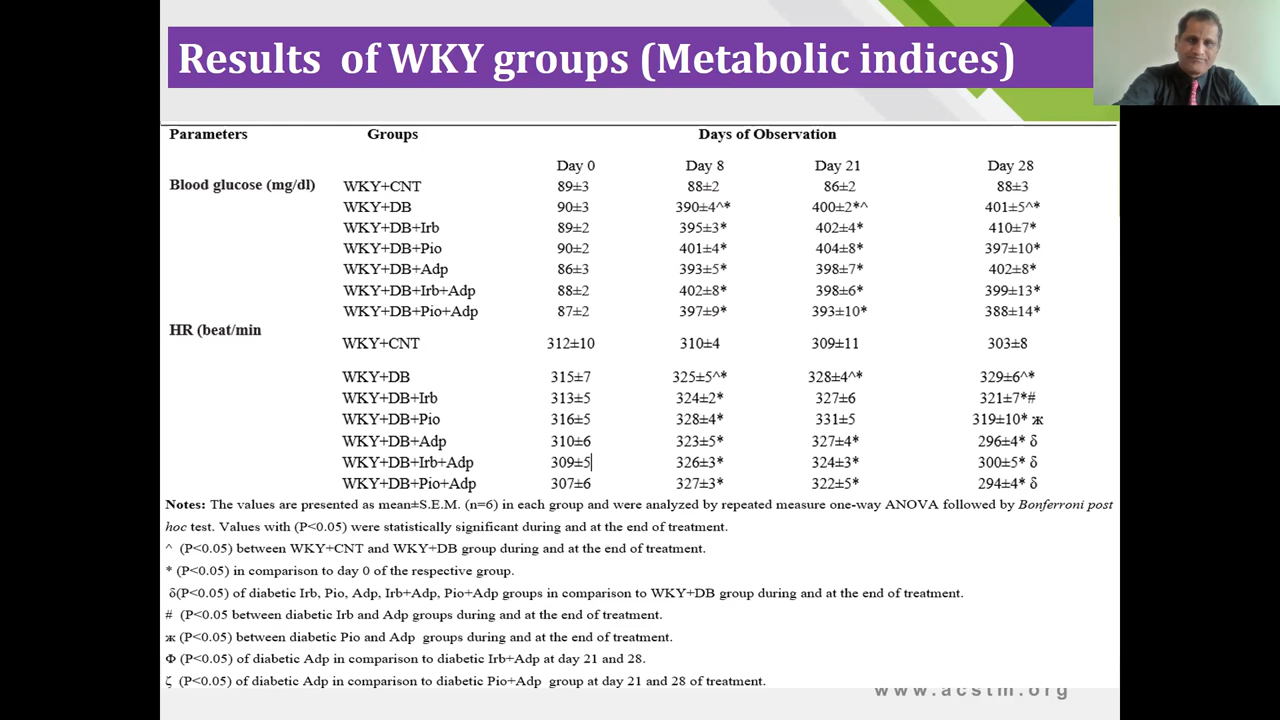 Results of WKY groups (Metabolic indices)
Parameters Groups Days of Observation
Day 0 Day 8 Day 21 Day 28
Blood glucose (mg/dl) WKY+CNT 89±3 88±2 86±2 88±3
WKY+DB 90±3 390±4^* 400±2*^ 401±5^*
WKY+DB+Irb 89±2 395±3* 402±4* 410±7*
WKY+DB+Pio 90±2 401±4* 404±8* 397±10*
WKY+DB+Adp 86±3 393±5* 398±7* 402±8*
WKY+DB+Irb+Adp 88±2 402±8* 398±6* 399±13*
WKY+DB+Pio+Adp 87±2 397±9* 393±10* 388±14*
HR (beat/min
WKY+CNT 312±10 310±4 309±11 303±8
WKY+DB 315±7 325±5^* 328±4^* 329±6^*
WKY+DB+Irb 313±5 324±2* 327±6 321±7*#
WKY+DB+Pio 316±5 328±4* 331±5 319±10* ж
WKY+DB+Adp 310±6 323±5* 327±4* 296±4* δ
WKY+DB+Irb+Adp 309±5 326±3* 324±3* 300±5* δ
WKY+DB+Pio+Adp 307±6 327±3* 322±5* 294±4* δ
Notes: The values are presented as mean±S.E.M. (n=6) in each group and were analyzed by repeated measure one-way ANOVA followed by Bonferroni post
hoc test. Values with (P<0.05) were statistically significant during and at the end of treatment.
^ (P<0.05) between WKY+CNT and WKY+DB group during and at the end of treatment.
* (P<0.05) in comparison to day 0 of the respective group.
δ(P<0.05) of diabetic Irb, Pio, Adp, Irb+Adp, Pio+Adp groups in comparison to WKY+DB group during and at the end of treatment.
# (P<0.05 between diabetic Irb and Adp groups during and at the end of treatment.
ж (P<0.05) between diabetic Pio and Adp groups during and at the end of treatment.
Φ (P<0.05) of diabetic Adp in comparison to diabetic Irb+Adp at day 21 and 28.
ζ (P<0.05) of diabetic Adp in comparison to diabetic Pio+Adp group at day 21 and 28 of treatment.
www.acstm.org